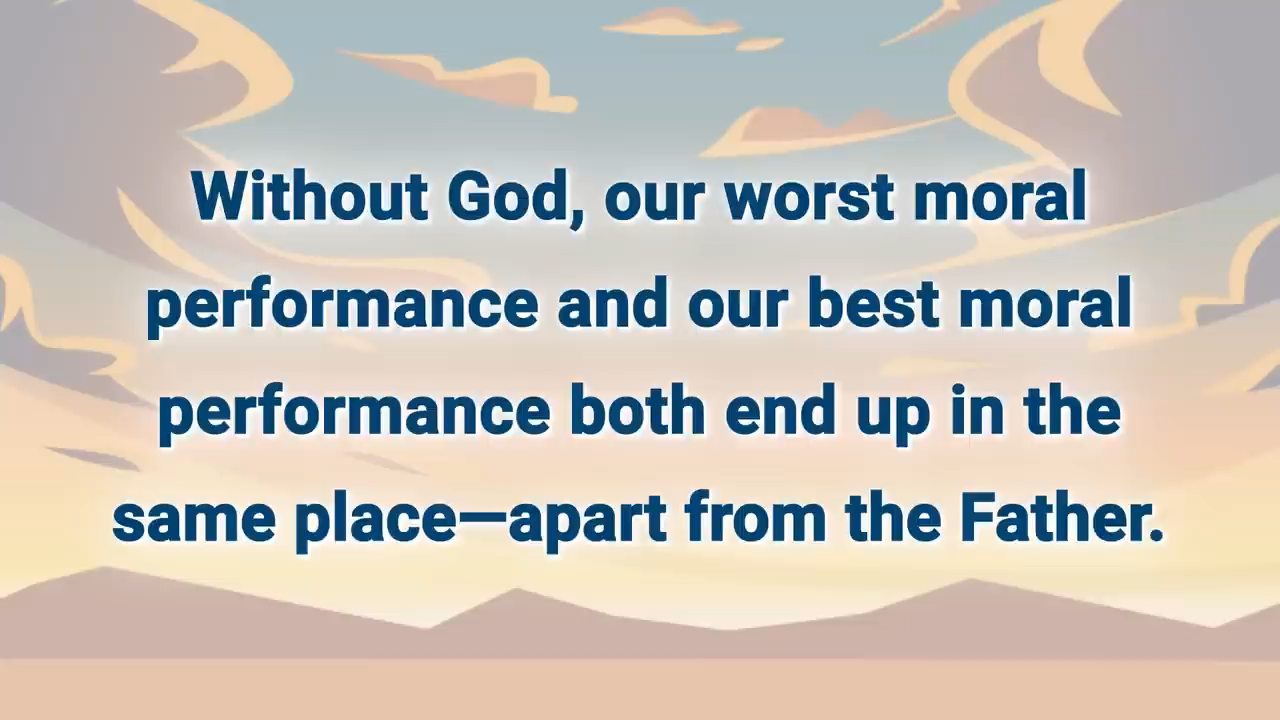 Without God, our worst moral
performance and our best moral
performance both end up in the
same place—apart from the Father.